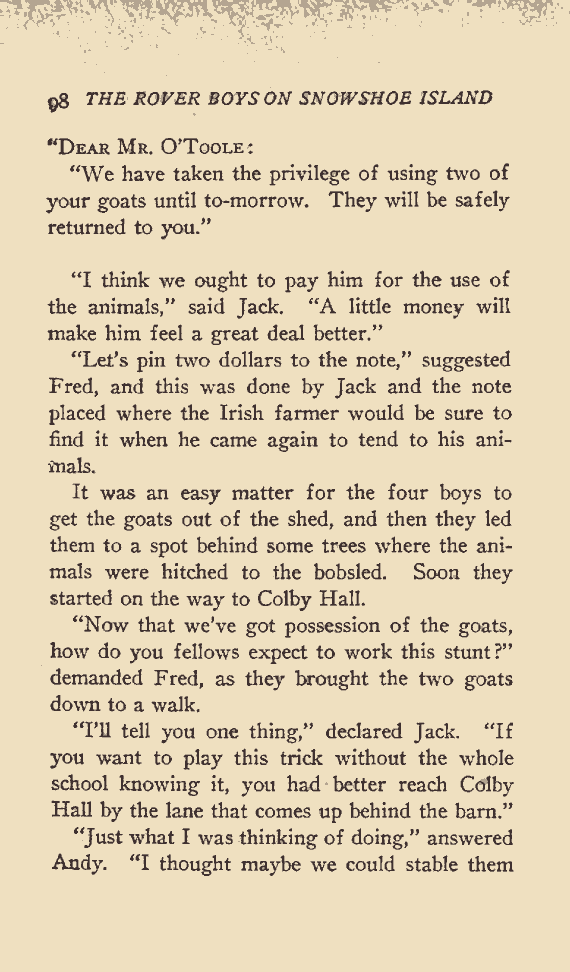 98 THE ROVER BOYS ON SNOWSHOE ISLAND
"DEAR MR. O'TOOLE:
"We have taken the privilege of using two of
your goats until to-morrow. They will be safely
returned to you."
"I think we ought to pay him for the use of
the animals," said Jack. "A little money will
make him feel a great deal better."
"Let's pin two dollars to the note," suggested
Fred, and this was done by Jack and the note
placed where the Irish farmer would be sure to
find it when he came again to tend to his ani-
mals.
It was an easy matter for the four boys to
get the goats out of the shed, and then they led
them to a spot behind some trees where the ani-
mals were hitched to the bobsled. Soon they
started on the way to Colby Hall.
"Now that we've got possession of the goats,
how do you fellows expect to work this stunt?"
demanded Fred, as they brought the two goats
down to a walk.
"I'll tell you one thing," declared Jack. "If
you want to play this trick without the whole
school knowing it, you had better reach Colby
Hall by the lane that comes up behind the barn."
"Just what I was thinking of doing," answered
Andy. "I thought maybe we could stable them